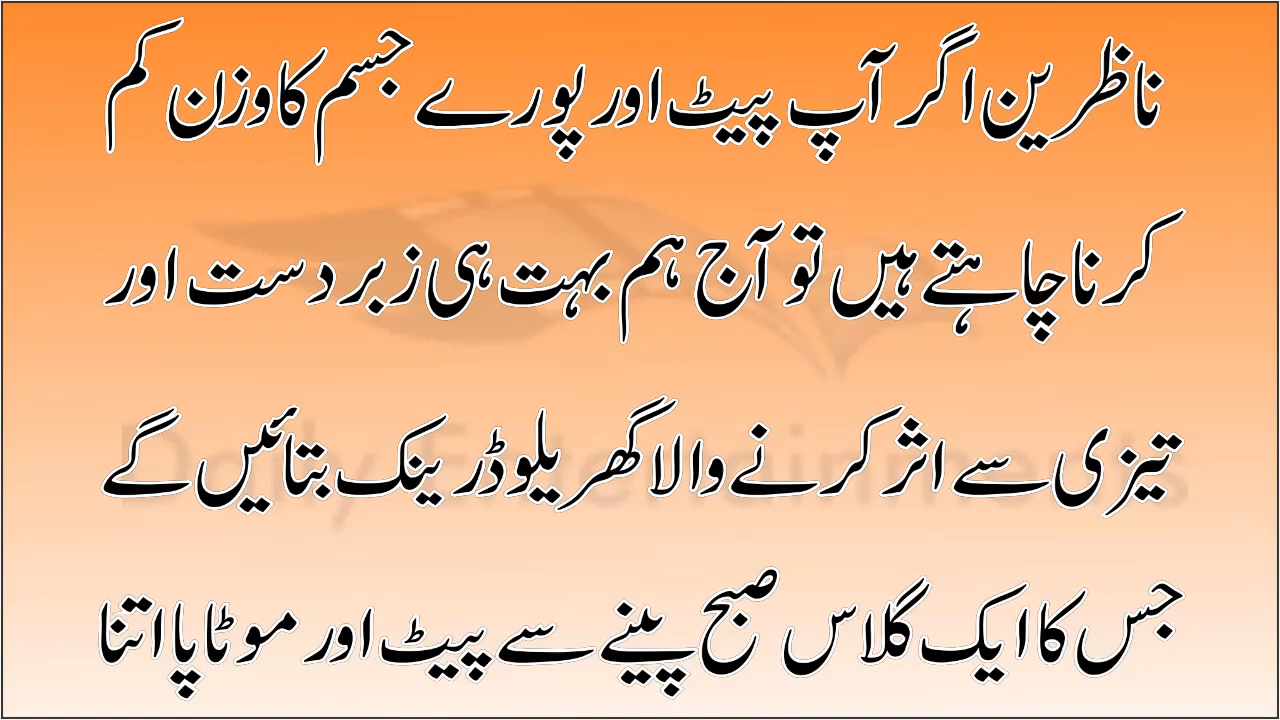 ناظرین اگر آپ پیٹ اور پورے جسم کا وزن کم
کرنا چاہتے ہیں تو آج ہم بہت ہی زبردست اور
تیزی سے اثر کرنے والا گھریلو ڈرینک بتائیں گے
جس کا ایک گلاس صبح پینے سے پیٹ اور موٹاپا اتنا
Daily Entertainments